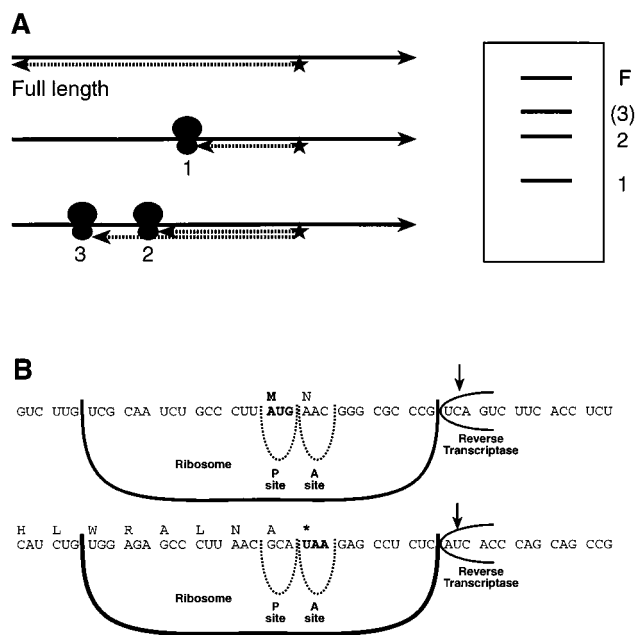 A
Full length
1
3 2
F
(3)
2
1
B
M N
GUC UUG UCG CAA UCU GCC CUU AUG AAC GGG CGC CCG UCA GUC UUC ACC UCU
Ribosome
P site
A site
Reverse Transcriptase
H L W R A L N A *
CAU CUG UGG AGA GCC CUU AAC GCA UAA GAG CCU CUC AUC ACC CAG CAG CCG
Ribosome
P site
A site
Reverse Transcriptase